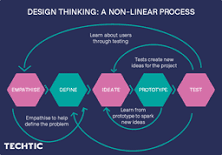 DESIGN THINKING: A NON-LINEAR PROCESS
Learn about users
through testing
Tests create new
ideas for the project
EMPATHISE
DEFINE
IDEATE
PROTOTYPE
TEST
Empathise to help
define the problem
Learn from
prototype to spark
new ideas
TECHTIC